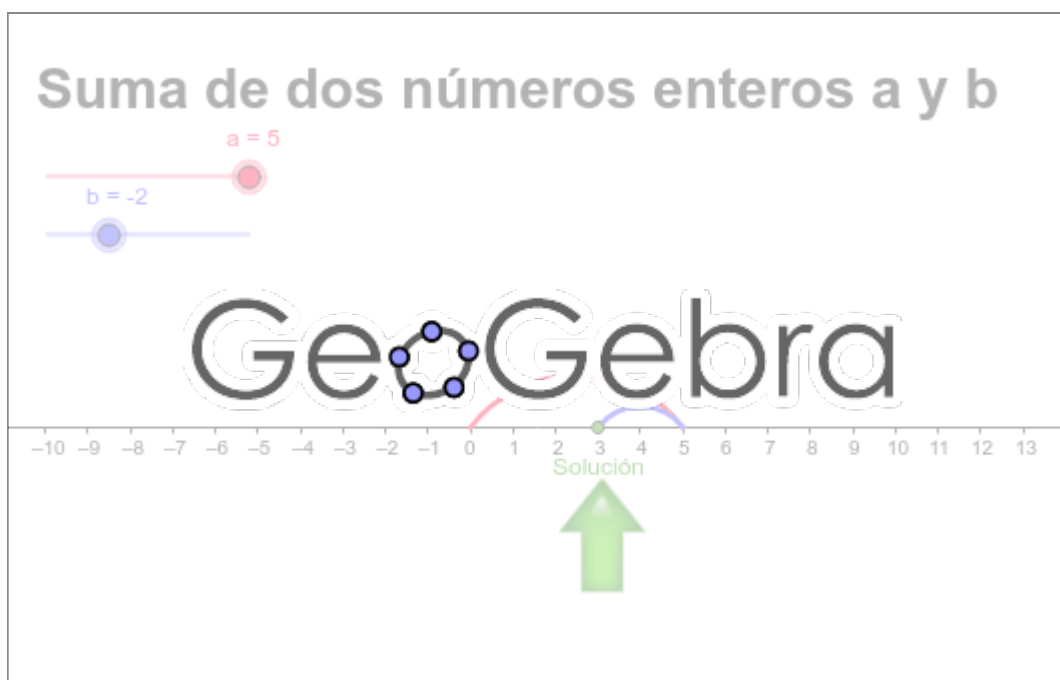 Suma de dos números enteros a y b
a = 5
b = -2
GeoGebra
–10 –9 –8 –7 –6 –5 –4 –3 –2 –1 0 1 2 3 4 5 6 7 8 9 10 11 12 13
Solución